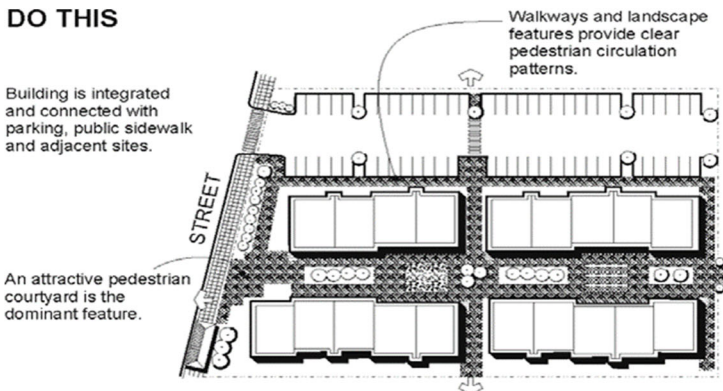 DO THIS
Walkways and landscape
features provide clear
pedestrian circulation
patterns.
Building is integrated
and connected with
parking, public sidewalk
and adjacent sites.
STREET
An attractive pedestrian
courtyard is the
dominant feature.